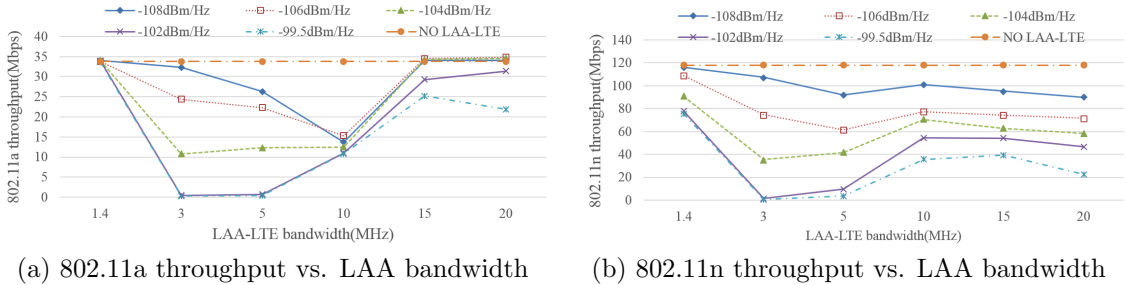 -108dBm/Hz -106dBm/Hz -104dBm/Hz
-102dBm/Hz -99.5dBm/Hz NO LAA-LTE
802.11a throughput(Mbps)
40
35
30
25
20
15
10
5
0
1.4 3 5 10 15 20
LAA-LTE bandwidth(MHz)
(a) 802.11a throughput vs. LAA bandwidth
-108dBm/Hz -106dBm/Hz -104dBm/Hz
-102dBm/Hz -99.5dBm/Hz NO LAA-LTE
802.11n throughput(Mbps)
140
120
100
80
60
40
20
0
1.4 3 5 10 15 20
LAA-LTE bandwidth(MHz)
(b) 802.11n throughput vs. LAA bandwidth